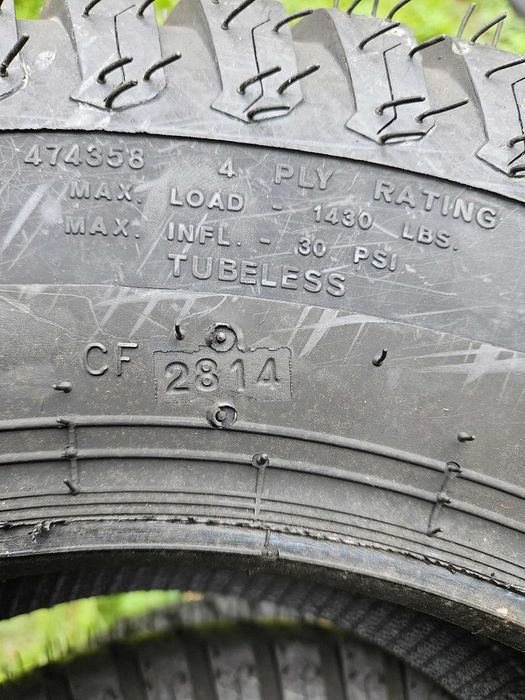 474358 4 PLY RATING
MAX. LOAD - 1430 LBS.
MAX. INFL. - 30 PSI
TUBELESS
CF 2814